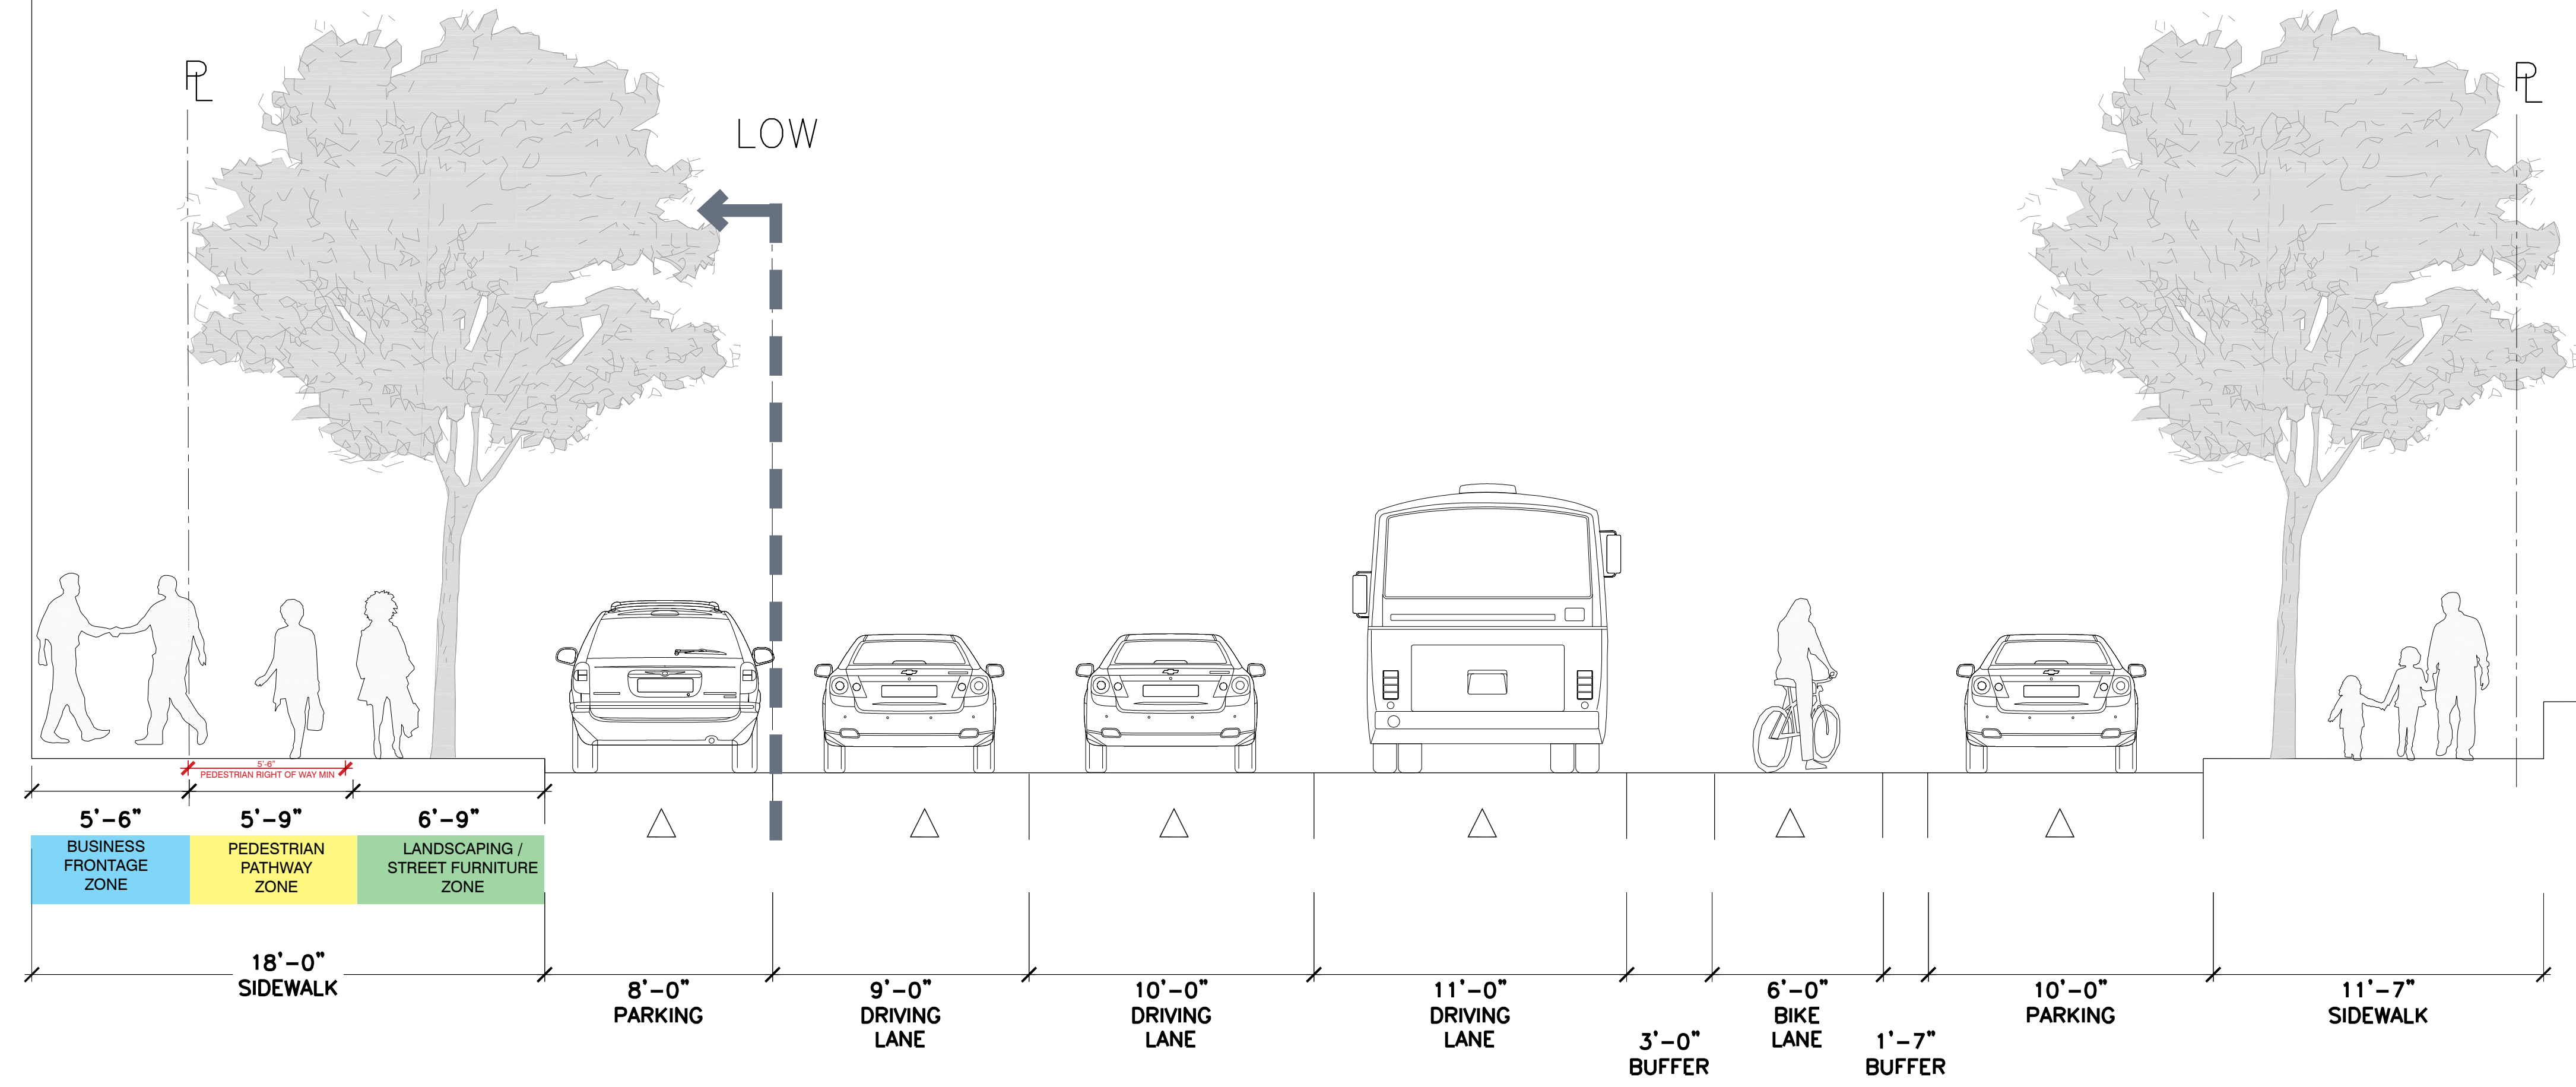 PL
PL
LOW
5'-6"
PEDESTRIAN RIGHT OF WAY MIN
5'-6"
BUSINESS
FRONTAGE
ZONE
5'-9"
PEDESTRIAN
PATHWAY
ZONE
6'-9"
LANDSCAPING /
STREET FURNITURE
ZONE
18'-0"
SIDEWALK
8'-0"
PARKING
9'-0"
DRIVING
LANE
10'-0"
DRIVING
LANE
11'-0"
DRIVING
LANE
3'-0"
BUFFER
6'-0"
BIKE
LANE
1'-7"
BUFFER
10'-0"
PARKING
11'-7"
SIDEWALK